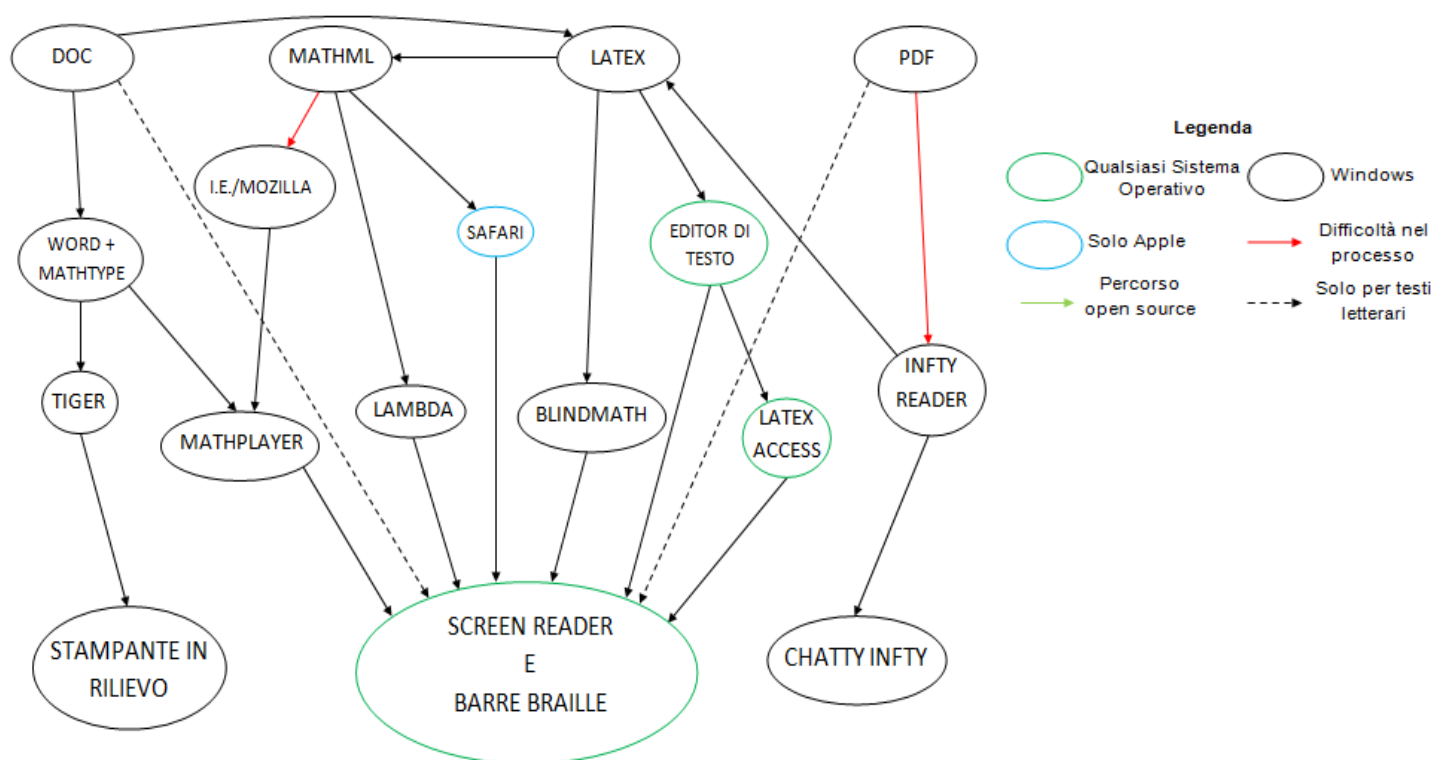 DOC
MATHML
LATEX
PDF
I.E./MOZILLA
SAFARI
EDITOR DI
TESTO
WORD +
MATHTYPE
TIGER
MATHPLAYER
LAMBDA
BLINDMATH
LATEX
ACCESS
INFTY
READER
STAMPANTE IN
RILIEVO
SCREEN READER
E
BARRE BRAILLE
CHATTY INFTY
Legenda
Qualsiasi Sistema
Operativo
Windows
Solo Apple
Difficoltà nel
processo
Percorso
open source
Solo per testi
letterari